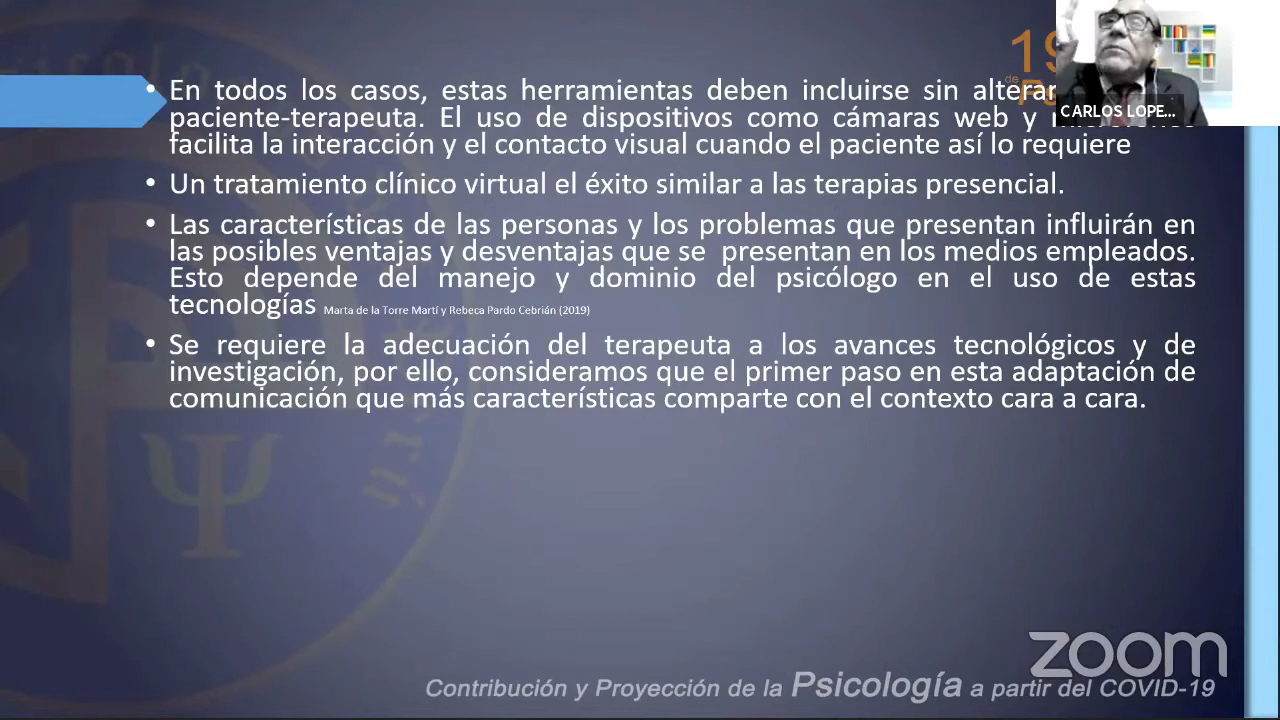 19
de
CARLOS LOPE...
• En todos los casos, estas herramientas deben incluirse sin alterar
paciente-terapeuta. El uso de dispositivos como cámaras web y
facilita la interacción y el contacto visual cuando el paciente así lo requiere
• Un tratamiento clínico virtual el éxito similar a las terapias presencial.
• Las características de las personas y los problemas que presentan influirán en
las posibles ventajas y desventajas que se presentan en los medios empleados.
Esto depende del manejo y dominio del psicólogo en el uso de estas
tecnologías Marta de la Torre Martí y Rebeca Pardo Cebrián (2019)
• Se requiere la adecuación del terapeuta a los avances tecnológicos y de
investigación, por ello, consideramos que el primer paso en esta adaptación de
comunicación que más características comparte con el contexto cara a cara.
Ψ
zoom
Contribución y Proyección de la Psicología a partir del COVID-19